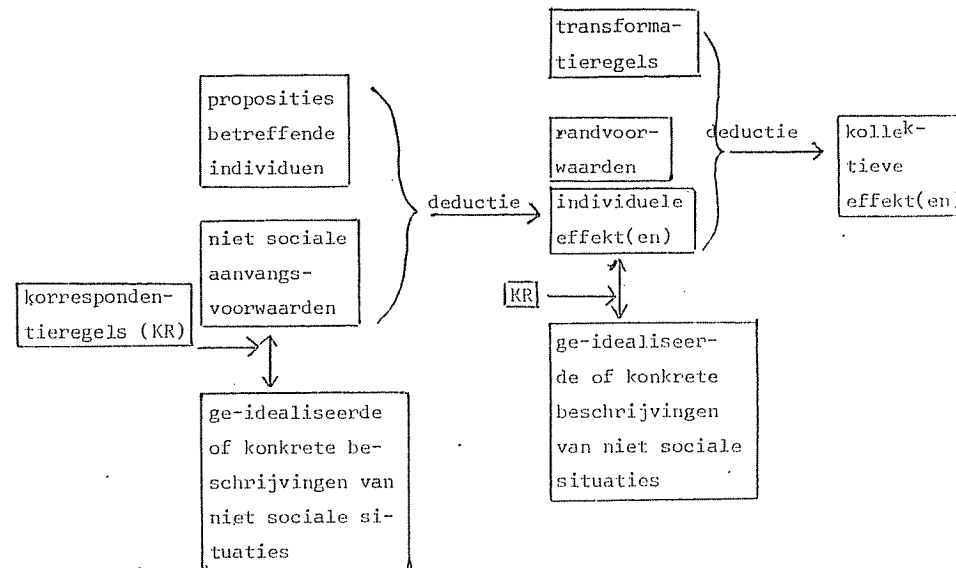 transforma-
tieregels
proposities
betreffende
individuen
randvoor-
waarden
deductie
kollek-
tieve
effekt(en)
deductie
individuele
effekt(en)
niet sociale
aanvangs-
voorwaarden
korresponden-
tieregels (KR)
KR
ge-idealiseer-
de of konkrete
beschrijvingen
van niet sociale
situaties
ge-idealiseerde
of konkrete be-
schrijvingen van
niet sociale si-
tuaties